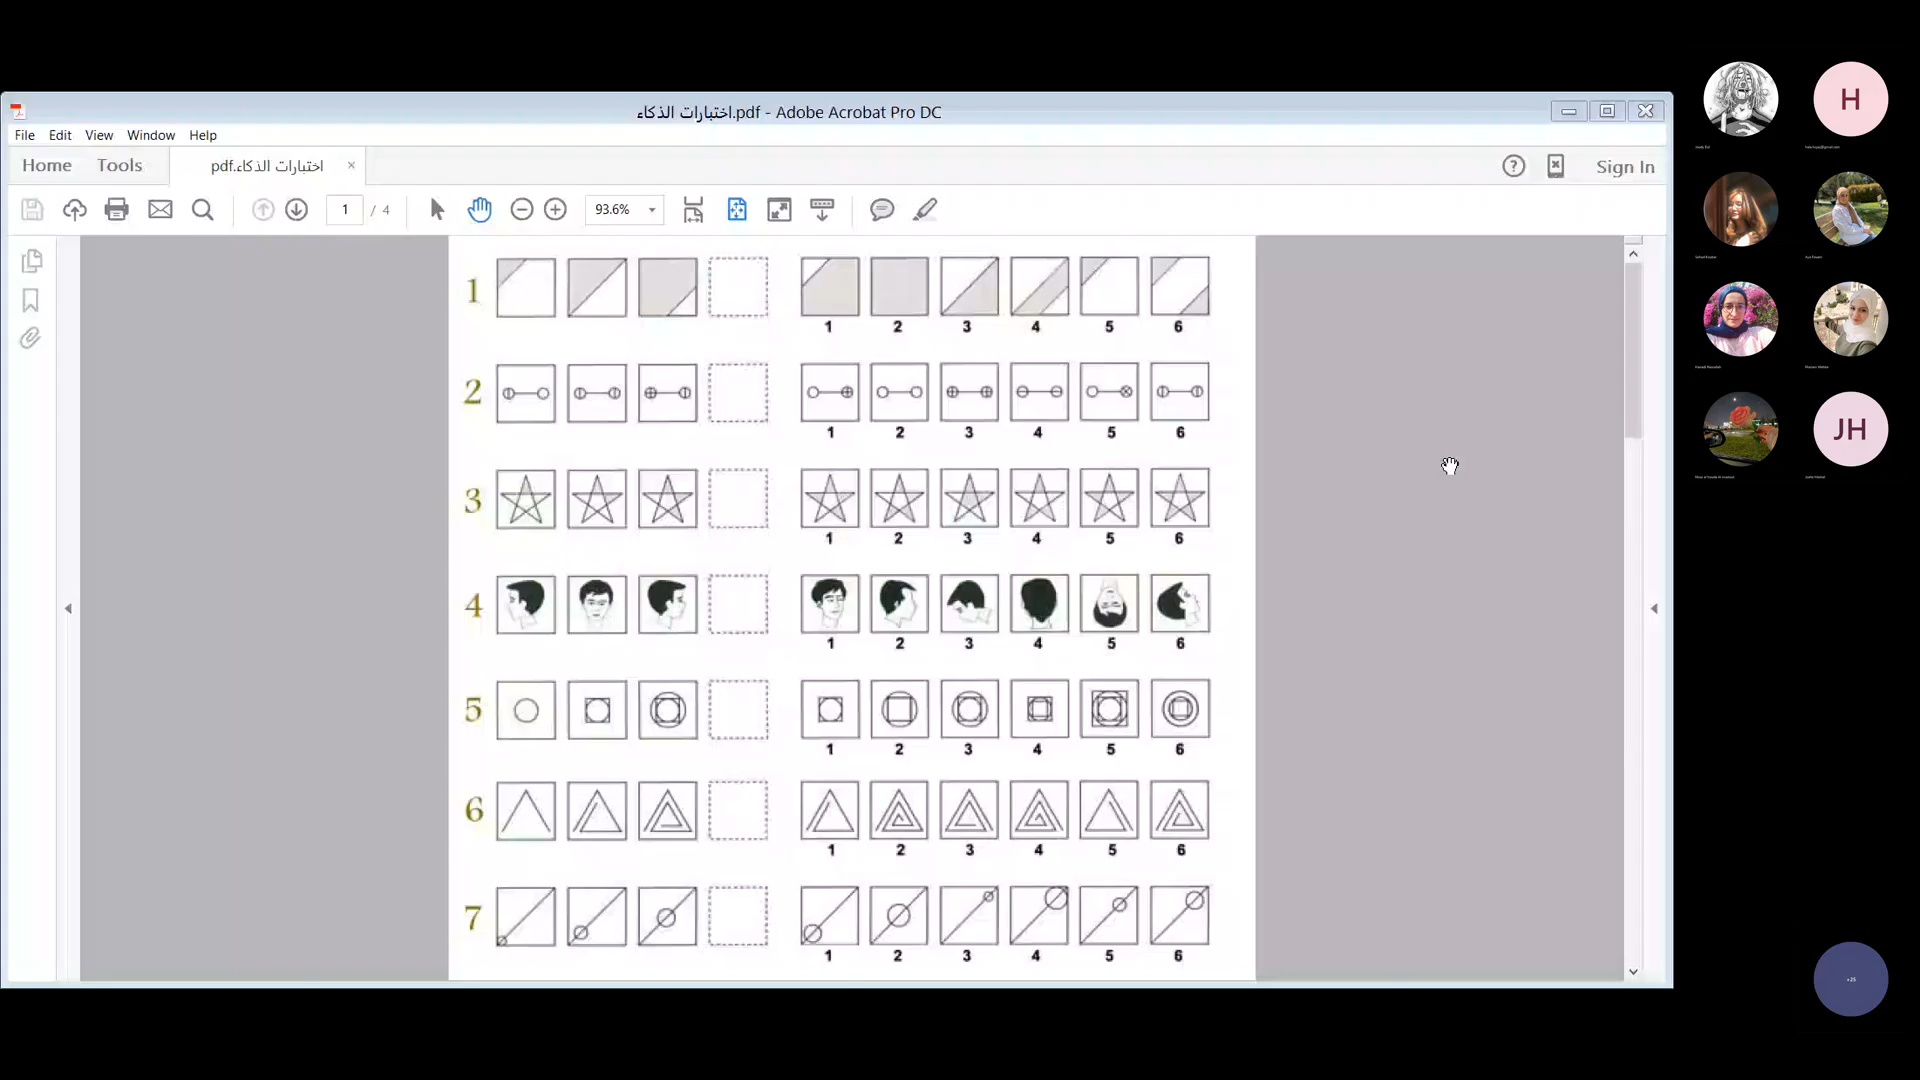 اختبارات الذكاء.pdf - Adobe Acrobat Pro DC
File Edit View Window Help
Home Tools اختبارات الذكاء.pdf × Sign In
1 / 4 93.6%
1
1 2 3 4 5 6
2
1 2 3 4 5 6
3
1 2 3 4 5 6
4
1 2 3 4 5 6
5
1 2 3 4 5 6
6
1 2 3 4 5 6
7
1 2 3 4 5 6
H
JH
+25